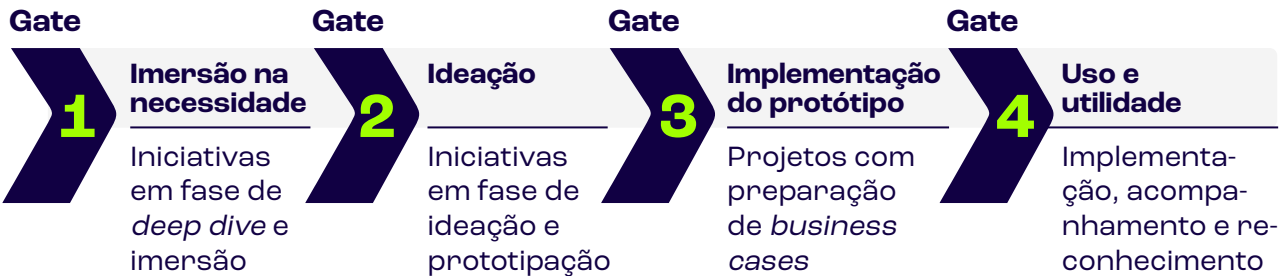 Gate
1
Imersão na
necessidade
Iniciativas
em fase de
deep dive e
imersão
Gate
2
Ideação
Iniciativas
em fase de
ideação e
prototipação
Gate
3
Implementação
do protótipo
Projetos com
preparação
de business
cases
Gate
4
Uso e
utilidade
Implementa-
ção, acompa-
nhamento e re-
conhecimento